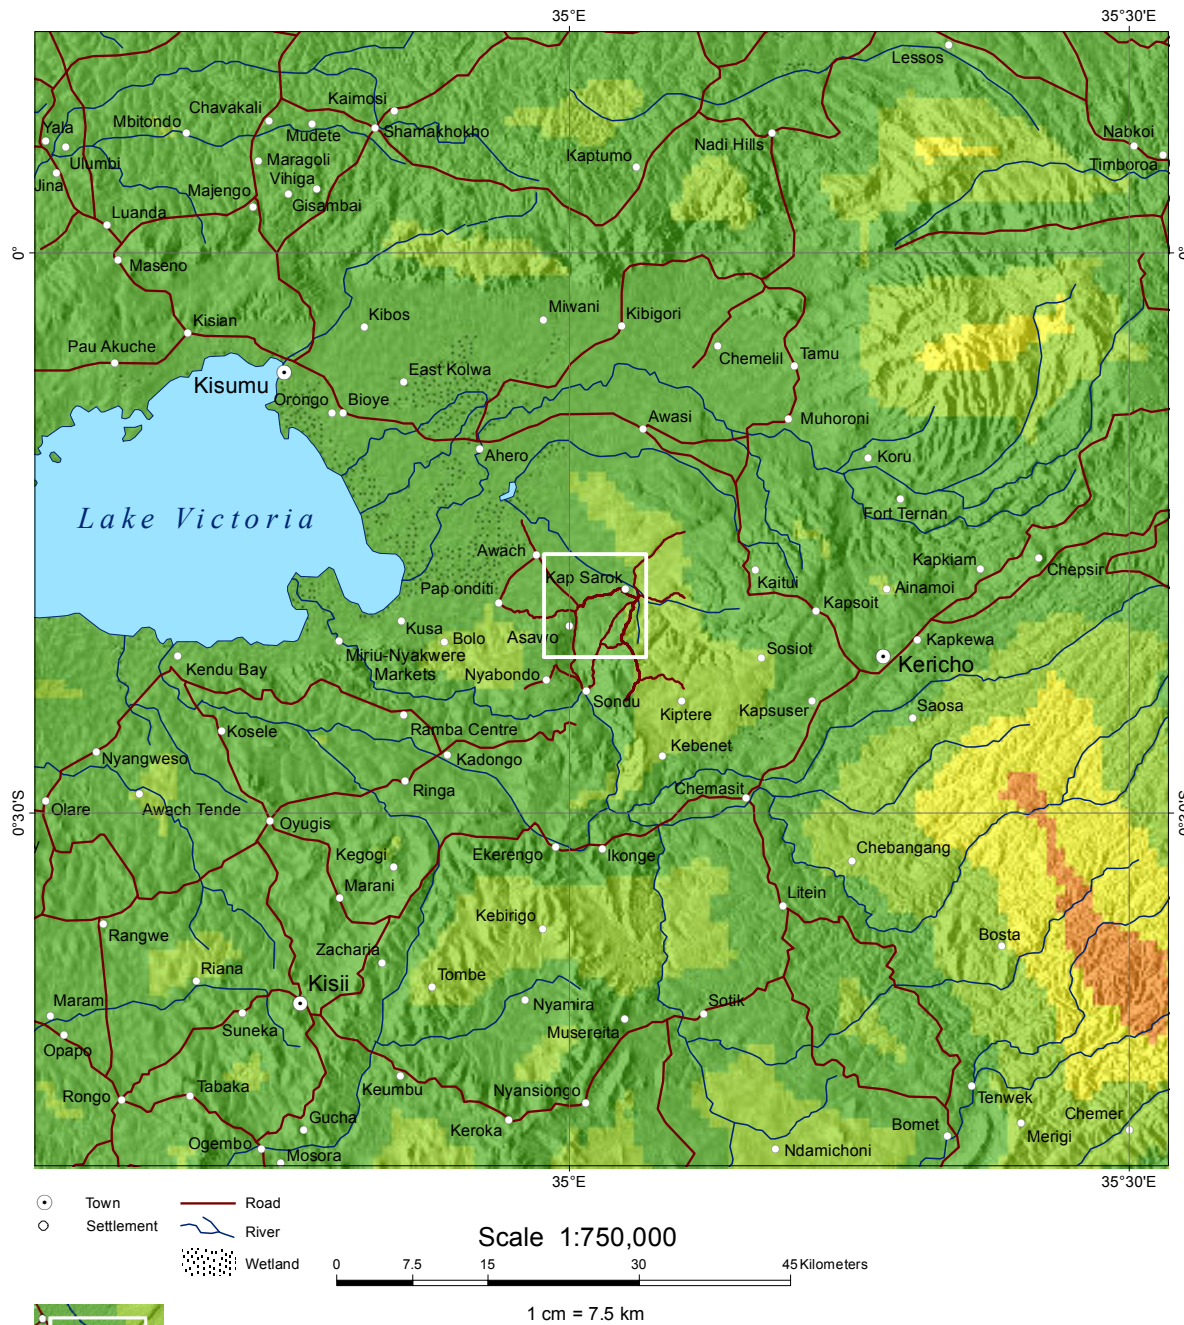 35°E
35°30'E
Lessos
Kaimosi
Chavakali
Mbitondo
Mudete
Shamakhokho
Yala
Nabkoi
Nadi Hills
Kaptumo
Ulumbi
Maragoli
Timboroa
Vihiga
Jina
Majengo
Gisambai
Luanda
0°
0°
Maseno
Miwani
Kibos
Kibigori
Kisian
Pau Akuche
Chemelil
Tamu
East Kolwa
Kisumu
Orongo
Bioye
Awasi
Muhoroni
Ahero
Koru
Lake Victoria
Fort Ternan
Awach
Kapkiam
Chepsir
Kap Sarok
Kaitui
Pap onditi
Ainamoi
Kapsoit
Kusa
Bolo
Asawo
Kapkewa
Miriu-Nyakwere
Markets
Sosiot
Kericho
Kendu Bay
Nyabondo
Sondu
Kiptere
Kapsuser
Saosa
Kosele
Ramba Centre
Kebenet
Nyangweso
Kadongo
Ringa
Chemasit
Olare
Awach Tende
0°30'S
0°30'S
Oyugis
Chebangang
Kegogi
Ekerengo
Ikonge
Marani
Litein
Kebirigo
Rangwe
Bosta
Zacharia
Riana
Kisii
Tombe
Maram
Nyamira
Sotik
Suneka
Musereita
Opapo
Keumbu
Nyansiongo
Tabaka
Rongo
Tenwek
Gucha
Chemer
Keroka
Bomet
Merigi
Ogembo
Mosora
Ndamichoni
35°E
35°30'E
Town
Road
Settlement
River
Scale 1:750,000
Wetland
0 7.5 15 30 45 Kilometers
1 cm = 7.5 km